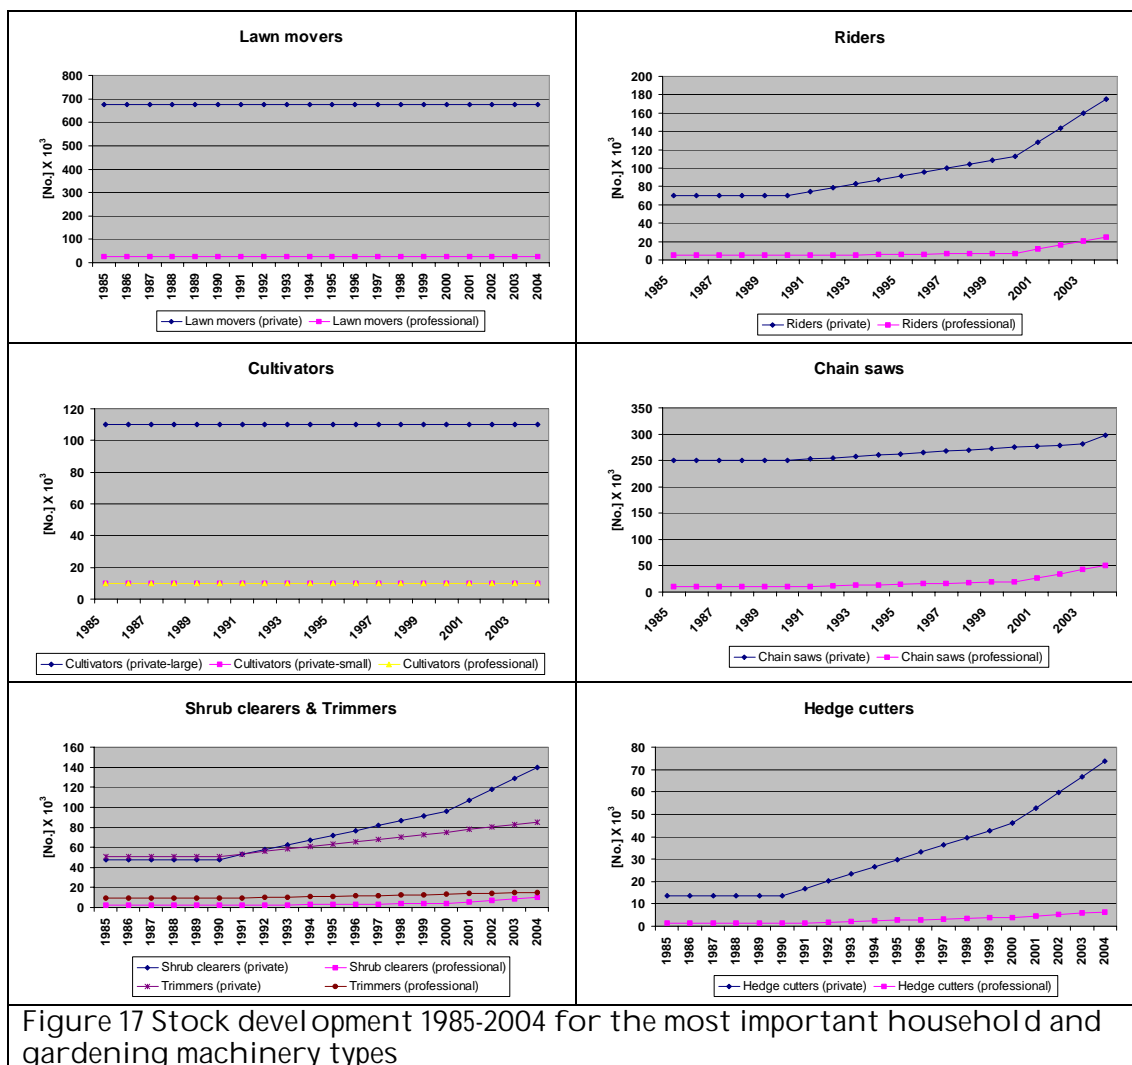 Lawn movers
[No.] X 10³
800
700
600
500
400
300
200
100
0
1985 1986 1987 1988 1989 1990 1991 1992 1993 1994 1995 1996 1997 1998 1999 2000 2001 2002 2003 2004
Lawn movers (private) Lawn movers (professional)
Riders
[No.] X 10³
200
180
160
140
120
100
80
60
40
20
0
1985 1987 1989 1991 1993 1995 1997 1999 2001 2003
Riders (private) Riders (professional)
Cultivators
[No.] X 10³
120
100
80
60
40
20
0
1985 1987 1989 1991 1993 1995 1997 1999 2001 2003
Cultivators (private-large) Cultivators (private-small) Cultivators (professional)
Chain saws
[No.] X 10³
350
300
250
200
150
100
50
0
1985 1987 1989 1991 1993 1995 1997 1999 2001 2003
Chain saws (private) Chain saws (professional)
Shrub clearers & Trimmers
[No.] X 10³
160
140
120
100
80
60
40
20
0
1985 1986 1987 1988 1989 1990 1991 1992 1993 1994 1995 1996 1997 1998 1999 2000 2001 2002 2003 2004
Shrub clearers (private) Shrub clearers (professional)
Trimmers (private) Trimmers (professional)
Hedge cutters
[No.] X 10³
80
70
60
50
40
30
20
10
0
1985 1986 1987 1988 1989 1990 1991 1992 1993 1994 1995 1996 1997 1998 1999 2000 2001 2002 2003 2004
Hedge cutters (private) Hedge cutters (professional)
Figure 17 Stock development 1985-2004 for the most important household and
gardening machinery types